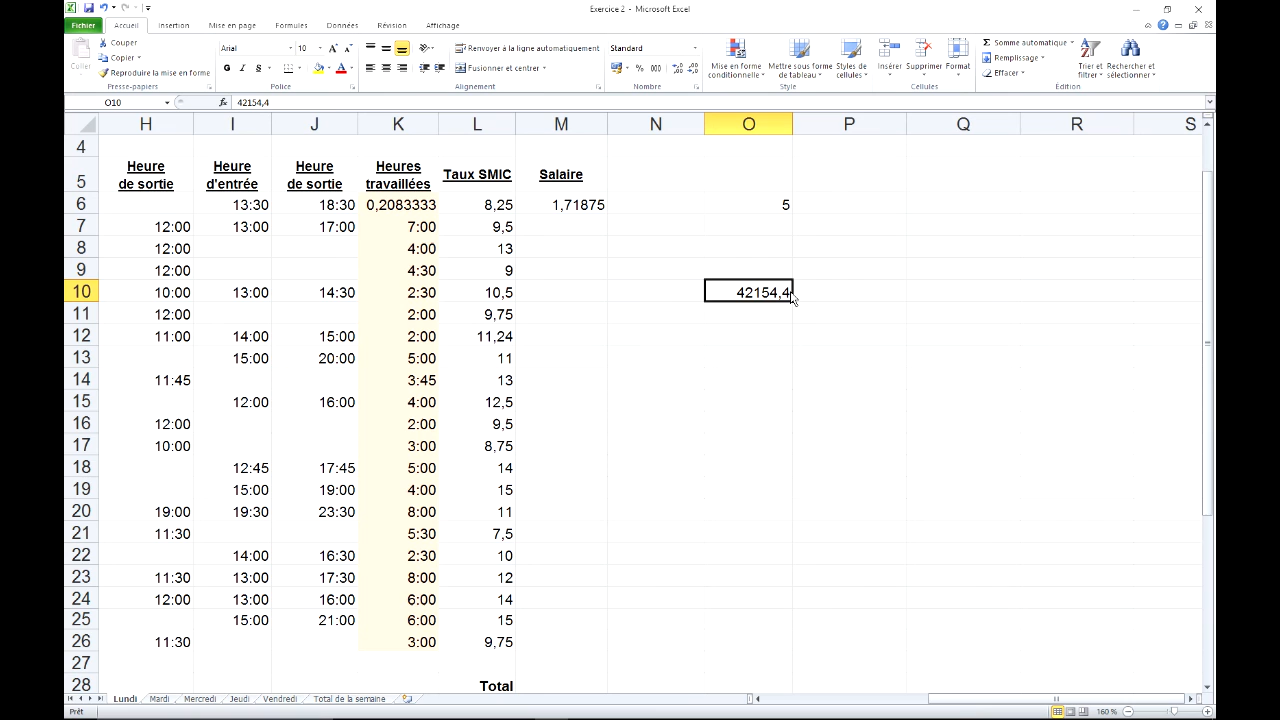 Exercice 2 - Microsoft Excel
Fichier Accueil Insertion Mise en page Formules Données Révision Affichage
Coller
Couper
Copier
Reproduire la mise en forme
Presse-papiers
Arial 10
G I S
Police
Renvoyer à la ligne automatiquement
Fusionner et centrer
Alignement
Standard
% 000
Nombre
Mise en forme conditionnelle
Mettre sous forme de tableau
Styles de cellules
Style
Insérer Supprimer Format
Cellules
Somme automatique
Remplissage
Effacer
Trier et filtrer
Rechercher et sélectionner
Édition
O10 fx 42154,4
H I J K L M N O P Q R S
4
5 Heure de sortie Heure d'entrée Heure de sortie Heures travaillées Taux SMIC Salaire
6 13:30 18:30 0,2083333 8,25 1,71875 5
7 12:00 13:00 17:00 7:00 9,5
8 12:00 4:00 13
9 12:00 4:30 9
10 10:00 13:00 14:30 2:30 10,5 42154,4
11 12:00 2:00 9,75
12 11:00 14:00 15:00 2:00 11,24
13 15:00 20:00 5:00 11
14 11:45 3:45 13
15 12:00 16:00 4:00 12,5
16 12:00 2:00 9,5
17 10:00 3:00 8,75
18 12:45 17:45 5:00 14
19 15:00 19:00 4:00 15
20 19:00 19:30 23:30 8:00 11
21 11:30 5:30 7,5
22 14:00 16:30 2:30 10
23 11:30 13:00 17:30 8:00 12
24 12:00 13:00 16:00 6:00 14
25 15:00 21:00 6:00 15
26 11:30 3:00 9,75
27
28 Total
Lundi Mardi Mercredi Jeudi Vendredi Total de la semaine
Prêt 160 %